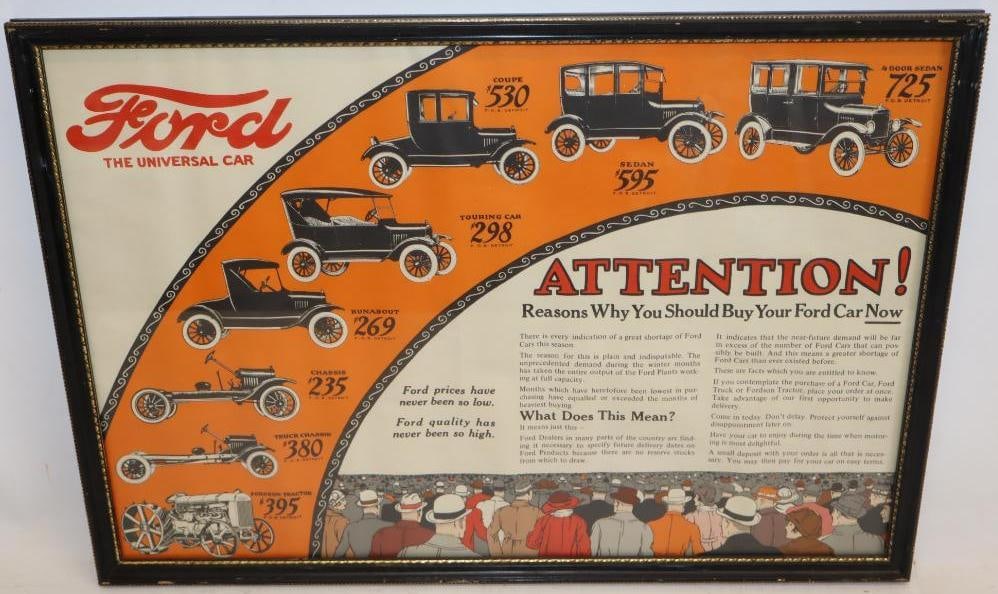 Ford
THE UNIVERSAL CAR
COUPE
$530
F.O.B. DETROIT
SEDAN
$595
F.O.B. DETROIT
4 DOOR SEDAN
725
F.O.B. DETROIT
TOURING CAR
$298
F.O.B. DETROIT
RUNABOUT
$269
F.O.B. DETROIT
CHASSIS
$235
F.O.B. DETROIT
TRUCK CHASSIS
$380
F.O.B. DETROIT
FORDSON TRACTOR
$395
F.O.B. DETROIT
Ford prices have
never been so low.
Ford quality has
never been so high.
ATTENTION!
Reasons Why You Should Buy Your Ford Car Now
There is every indication of a great shortage of Ford
Cars this season.
The reason for this is plain and indisputable. The
unprecedented demand during the winter months
has taken the entire output of the Ford Plants work-
ing at full capacity.
Months which have heretofore been lowest in pur-
chasing have equalled or exceeded the months of
heaviest buying.
What Does This Mean?
It means just this—
Ford Dealers in many parts of the country are find-
ing it necessary to specify future delivery dates on
Ford Products because there are no reserve stocks
from which to draw.
It indicates that the near-future demand will be far
in excess of the number of Ford Cars that can pos-
sibly be built. And this means a greater shortage of
Ford Cars than ever existed before.
These are facts which you are entitled to know.
If you contemplate the purchase of a Ford Car, Ford
Truck or Fordson Tractor, place your order at once.
Take advantage of our first opportunity to make
delivery.
Come in today. Don't delay. Protect yourself against
disappointment later on.
Have your car to enjoy during the time when motor-
ing is most delightful.
A small deposit with your order is all that is neces-
sary. You may then pay for your car on easy terms.